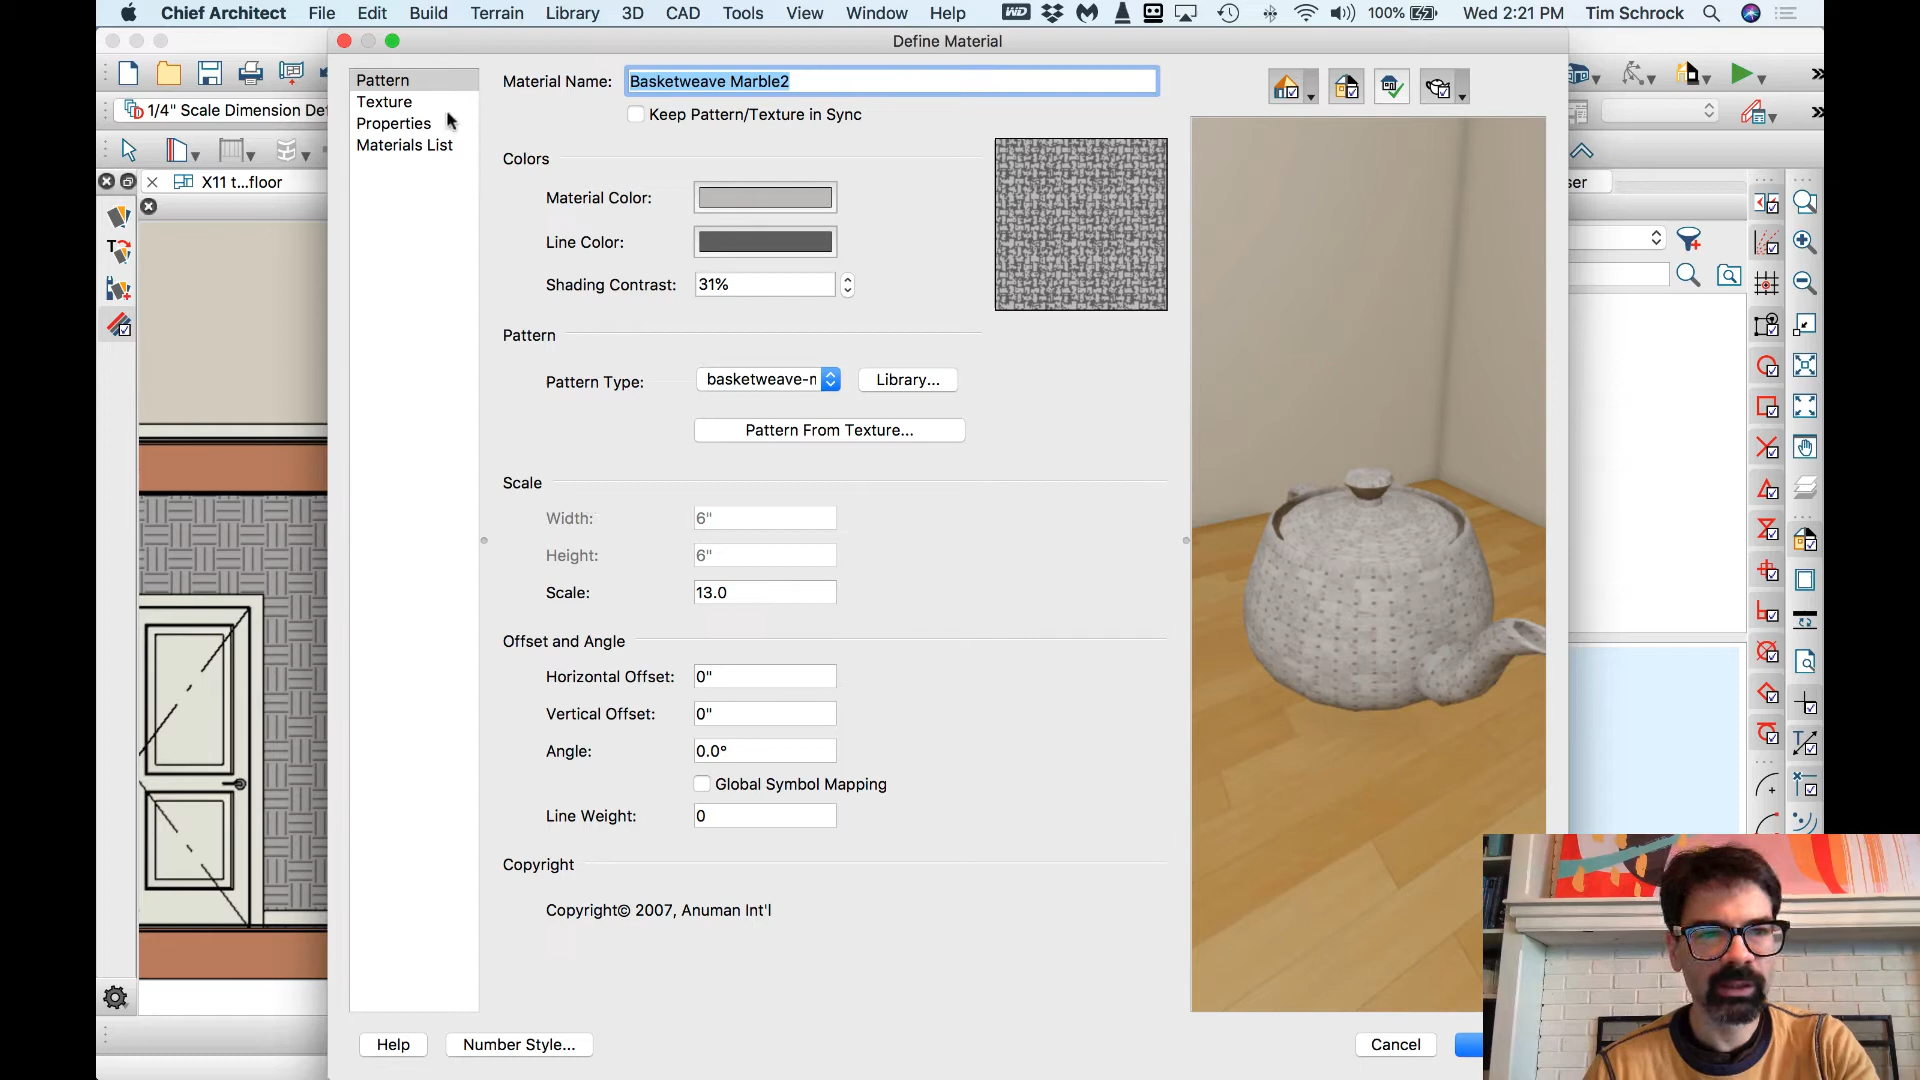 Chief Architect File Edit Build Terrain Library 3D CAD Tools View Window Help WD 100% Wed 2:21 PM Tim Schrock
Define Material
1/4" Scale Dimension De
X11 t...floor
Pattern
Texture
Properties
Materials List
Material Name: Basketweave Marble2
Keep Pattern/Texture in Sync
Colors
Material Color:
Line Color:
Shading Contrast: 31%
Pattern
Pattern Type: basketweave-n Library...
Pattern From Texture...
Scale
Width: 6"
Height: 6"
Scale: 13.0
Offset and Angle
Horizontal Offset: 0"
Vertical Offset: 0"
Angle: 0.0°
Global Symbol Mapping
Line Weight: 0
Copyright
Copyright© 2007, Anuman Int'l
Help Number Style... Cancel
ser